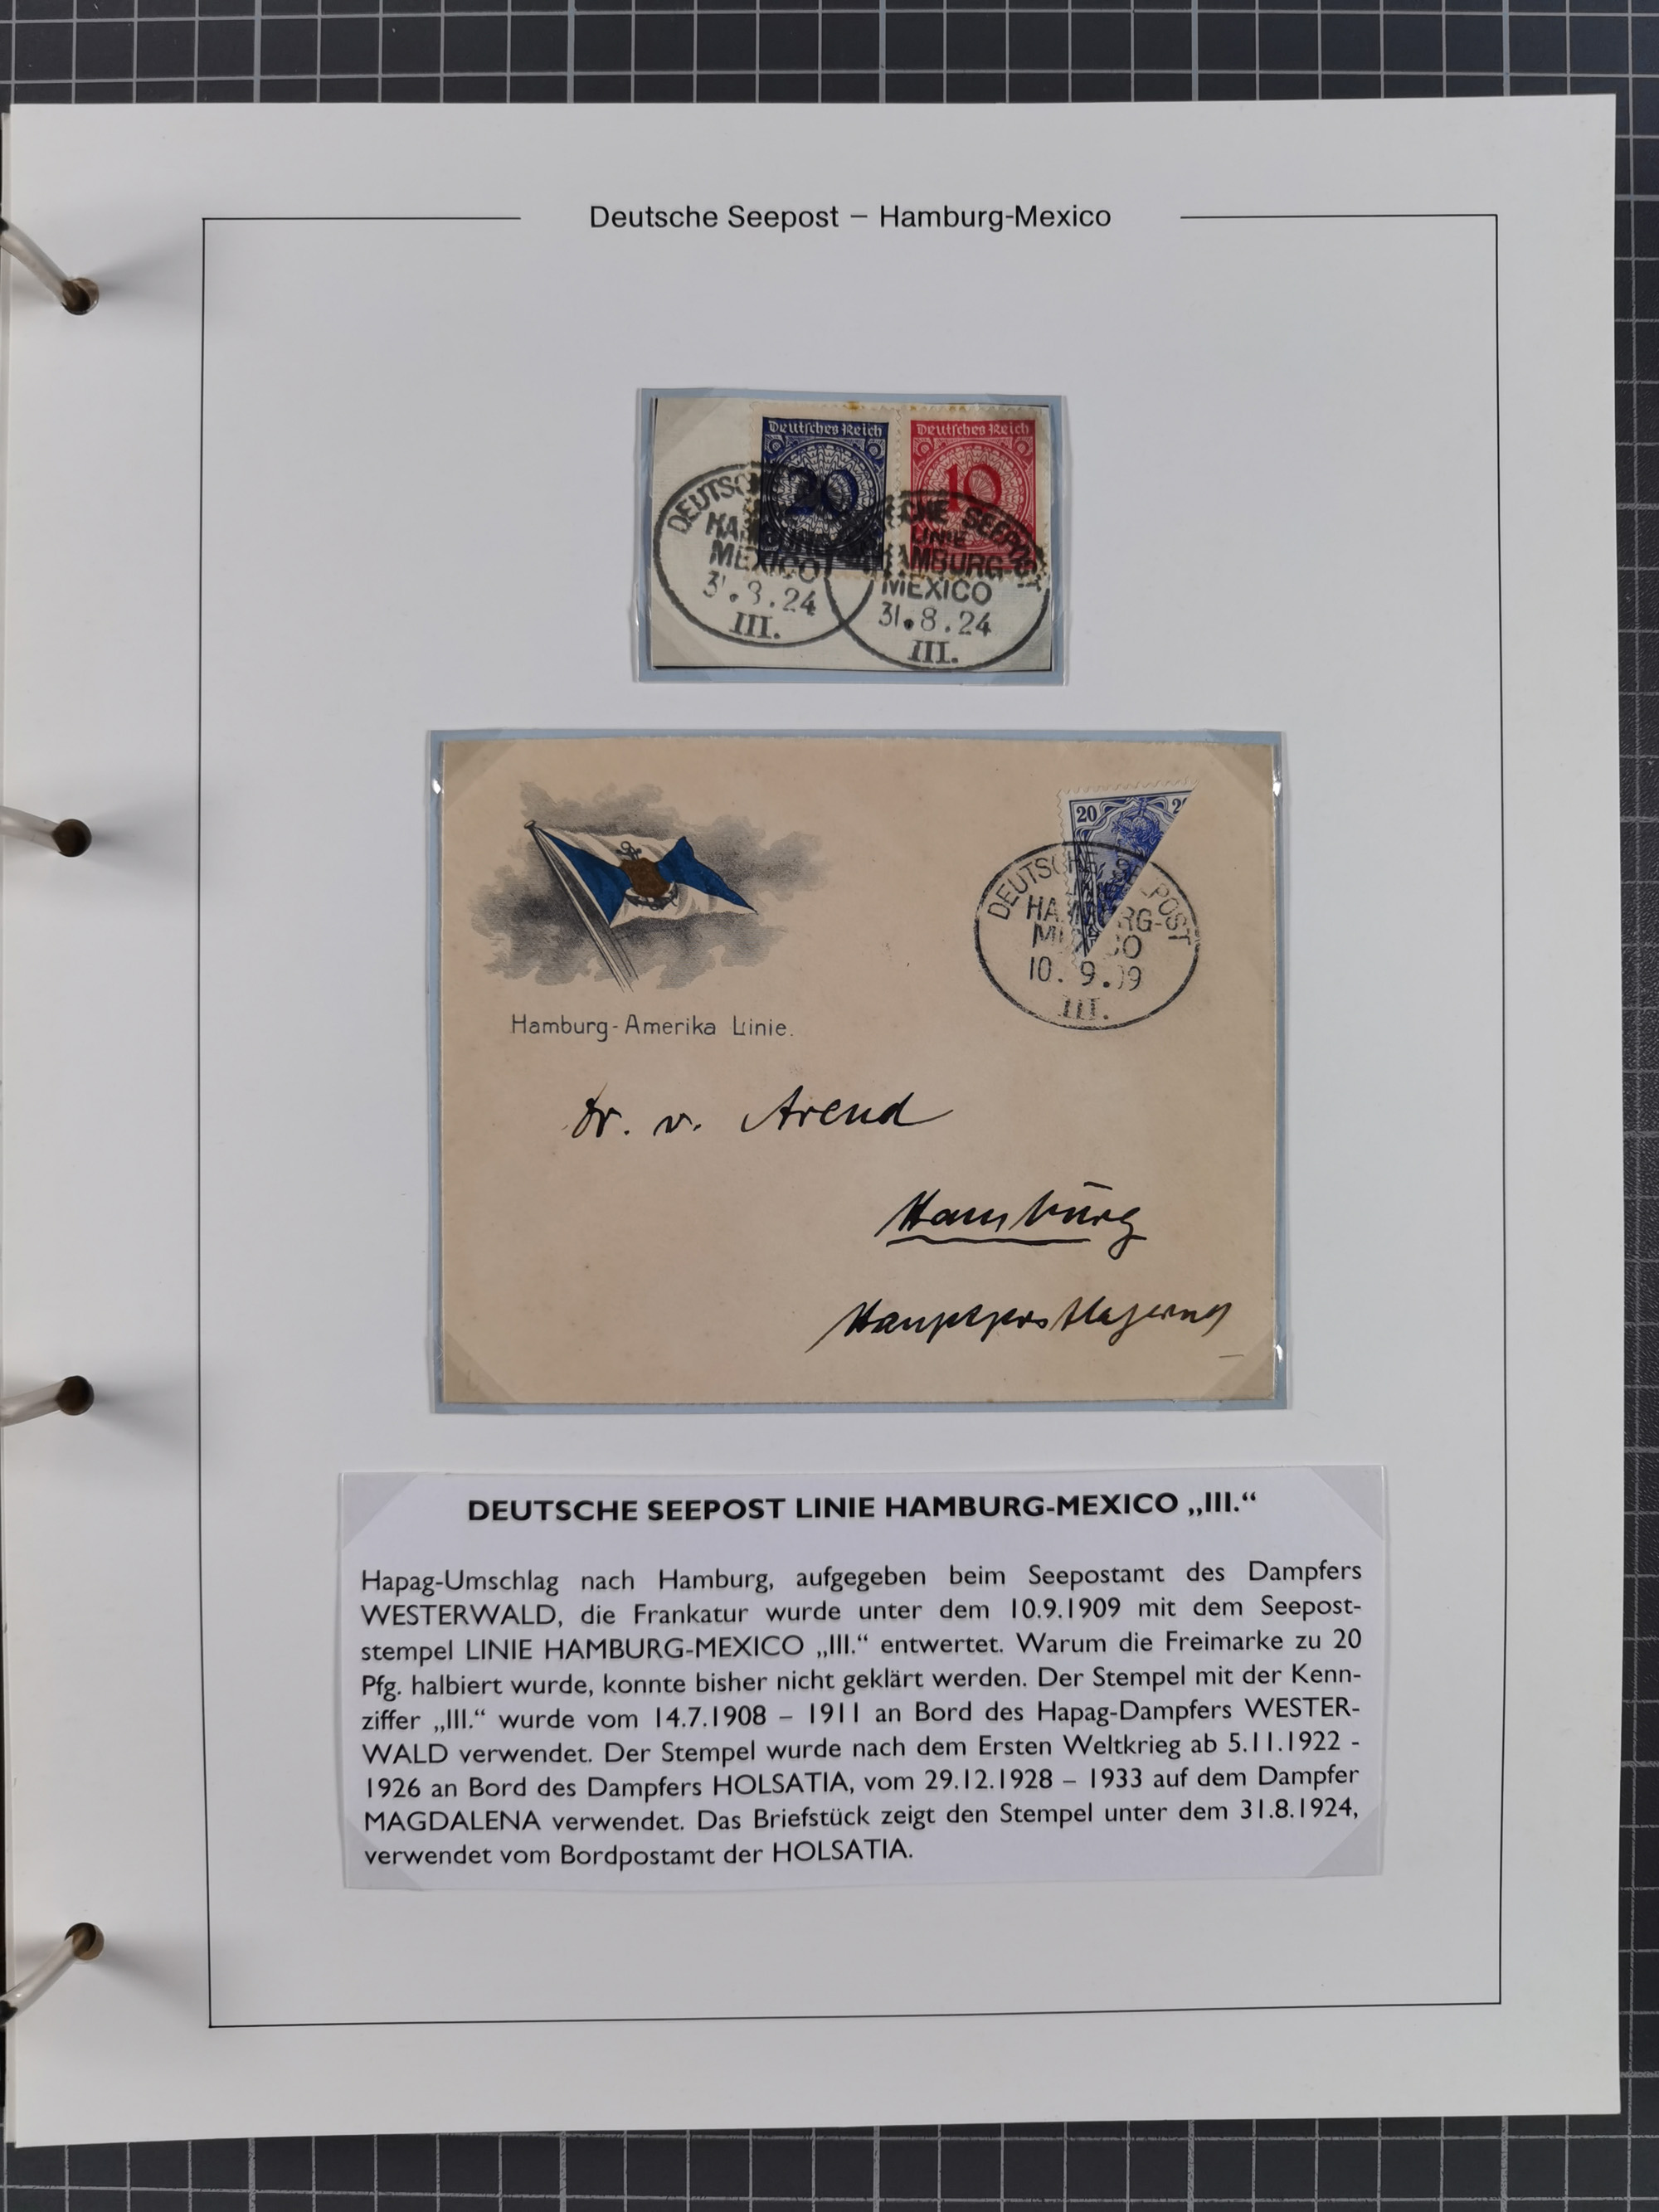 Deutsche Seepost – Hamburg-Mexico
Deutsches Reich
20
Deutsches Reich
10
DEUTSCHE
HAMBURG-
MEXICO
31.8.24
III.
DEUTSCHE SEEPOST
LINIE
HAMBURG-
MEXICO
31.8.24
III.
20 20
DEUTSCHE SEEPOST
LINIE
HAMBURG-
MEXICO
10.9.09
III.
Hamburg-Amerika Linie.
Dr. v. Arend
Hamburg
Hauptpostlagernd
DEUTSCHE SEEPOST LINIE HAMBURG-MEXICO „III.“
Hapag-Umschlag nach Hamburg, aufgegeben beim Seepostamt des Dampfers
WESTERWALD, die Frankatur wurde unter dem 10.9.1909 mit dem Seepost-
stempel LINIE HAMBURG-MEXICO „III.“ entwertet. Warum die Freimarke zu 20
Pfg. halbiert wurde, konnte bisher nicht geklärt werden. Der Stempel mit der Kenn-
ziffer „III.“ wurde vom 14.7.1908 – 1911 an Bord des Hapag-Dampfers WESTER-
WALD verwendet. Der Stempel wurde nach dem Ersten Weltkrieg ab 5.11.1922 -
1926 an Bord des Dampfers HOLSATIA, vom 29.12.1928 – 1933 auf dem Dampfer
MAGDALENA verwendet. Das Briefstück zeigt den Stempel unter dem 31.8.1924,
verwendet vom Bordpostamt der HOLSATIA.